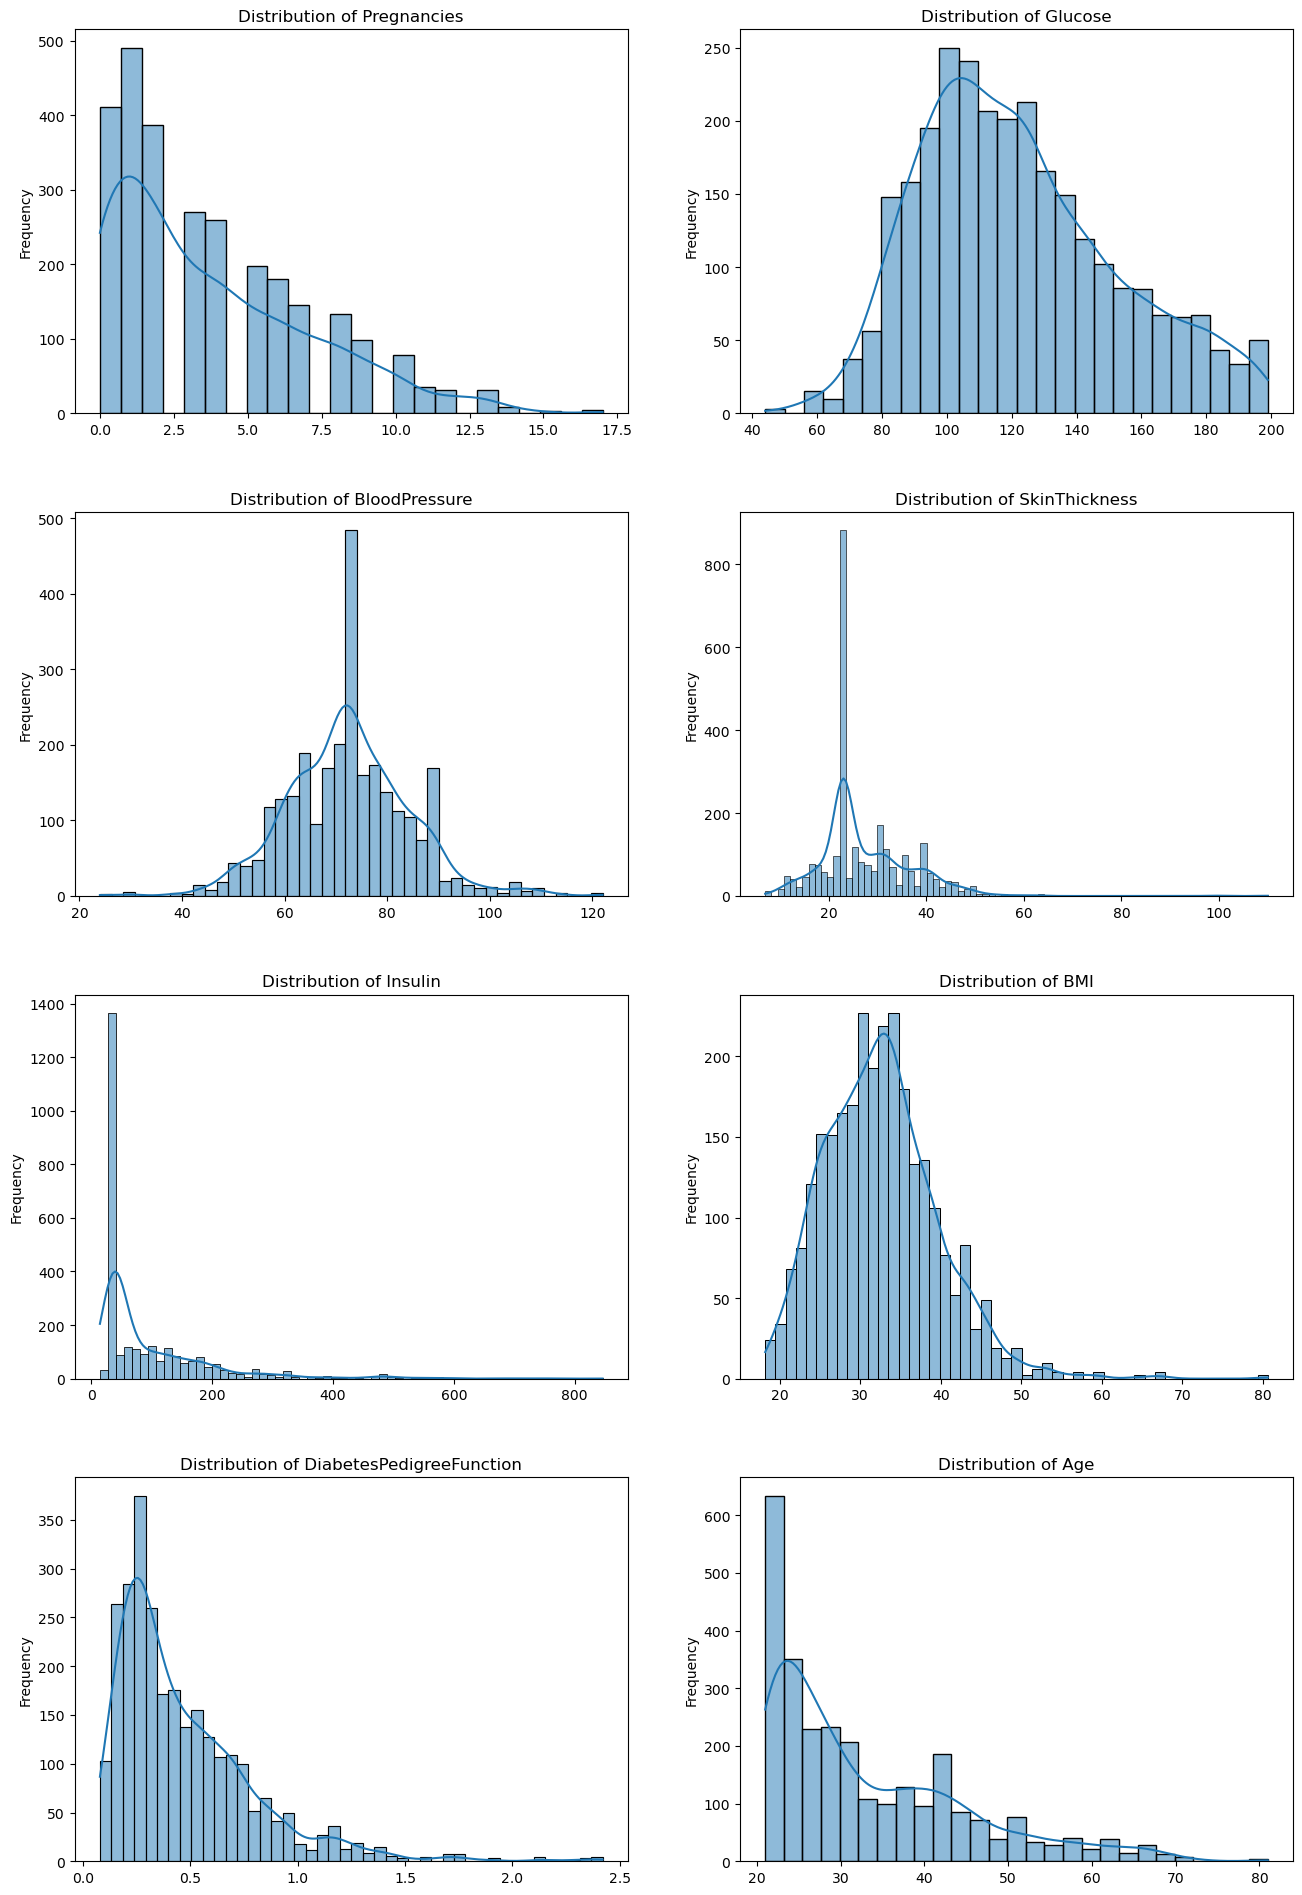 Distribution of Pregnancies
Frequency
500
400
300
200
100
0
0.0 2.5 5.0 7.5 10.0 12.5 15.0 17.5
Distribution of Glucose
Frequency
250
200
150
100
50
0
40 60 80 100 120 140 160 180 200
Distribution of BloodPressure
Frequency
500
400
300
200
100
0
20 40 60 80 100 120
Distribution of SkinThickness
Frequency
800
600
400
200
0
20 40 60 80 100
Distribution of Insulin
Frequency
1400
1200
1000
800
600
400
200
0
0 200 400 600 800
Distribution of BMI
Frequency
200
150
100
50
0
20 30 40 50 60 70 80
Distribution of DiabetesPedigreeFunction
Frequency
350
300
250
200
150
100
50
0
0.0 0.5 1.0 1.5 2.0 2.5
Distribution of Age
Frequency
600
500
400
300
200
100
0
20 30 40 50 60 70 80